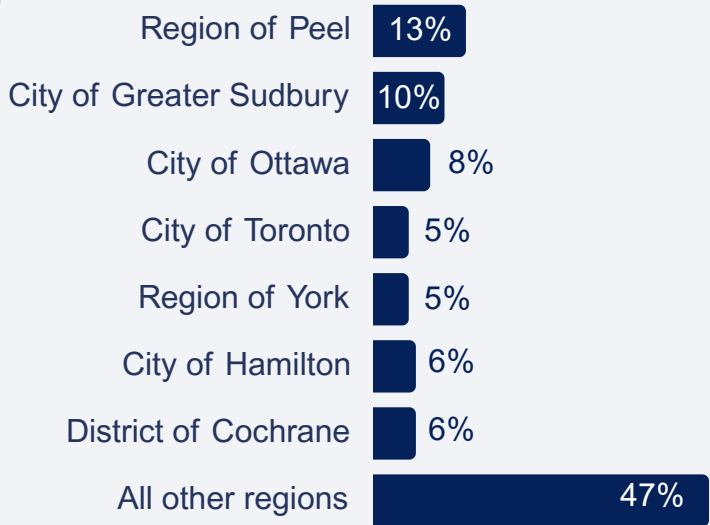 Region of Peel 13%
City of Greater Sudbury 10%
City of Ottawa 8%
City of Toronto 5%
Region of York 5%
City of Hamilton 6%
District of Cochrane 6%
All other regions 47%